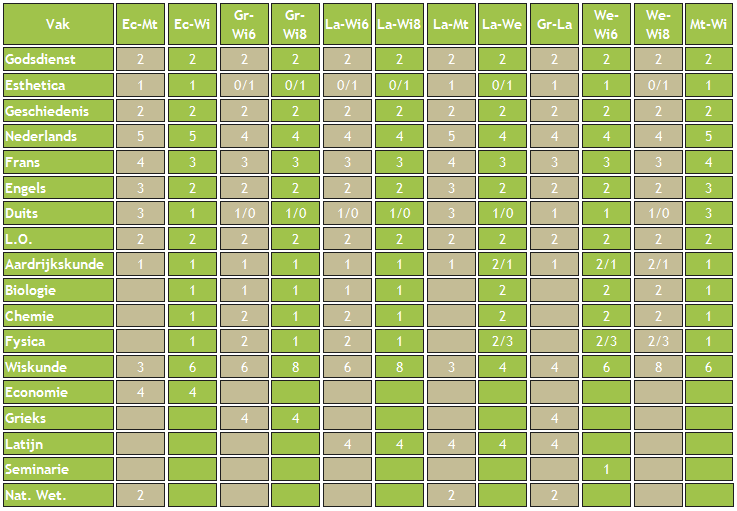 Vak Ec-Mt Ec-Wi Gr-Wi6 Gr-Wi8 La-Wi6 La-Wi8 La-Mt La-We Gr-La We-Wi6 We-Wi8 Mt-Wi
Godsdienst 2 2 2 2 2 2 2 2 2 2 2 2
Esthetica 1 1 0/1 0/1 0/1 0/1 1 0/1 1 1 0/1 1
Geschiedenis 2 2 2 2 2 2 2 2 2 2 2 2
Nederlands 5 5 4 4 4 4 5 4 4 4 4 5
Frans 4 3 3 3 3 3 4 3 3 3 3 4
Engels 3 2 2 2 2 2 3 2 2 2 2 3
Duits 3 1 1/0 1/0 1/0 1/0 3 1/0 1 1 1/0 3
L.O. 2 2 2 2 2 2 2 2 2 2 2 2
Aardrijkskunde 1 1 1 1 1 1 1 2/1 1 2/1 2/1 1
Biologie 1 1 1 1 1 2 2 2 1
Chemie 1 2 1 2 1 2 2 2 1
Fysica 1 2 1 2 1 2/3 2/3 2/3 1
Wiskunde 3 6 6 8 6 8 3 4 4 6 8 6
Economie 4 4
Grieks 4 4 4
Latijn 4 4 4 4 4
Seminarie 1
Nat. Wet. 2 2 2